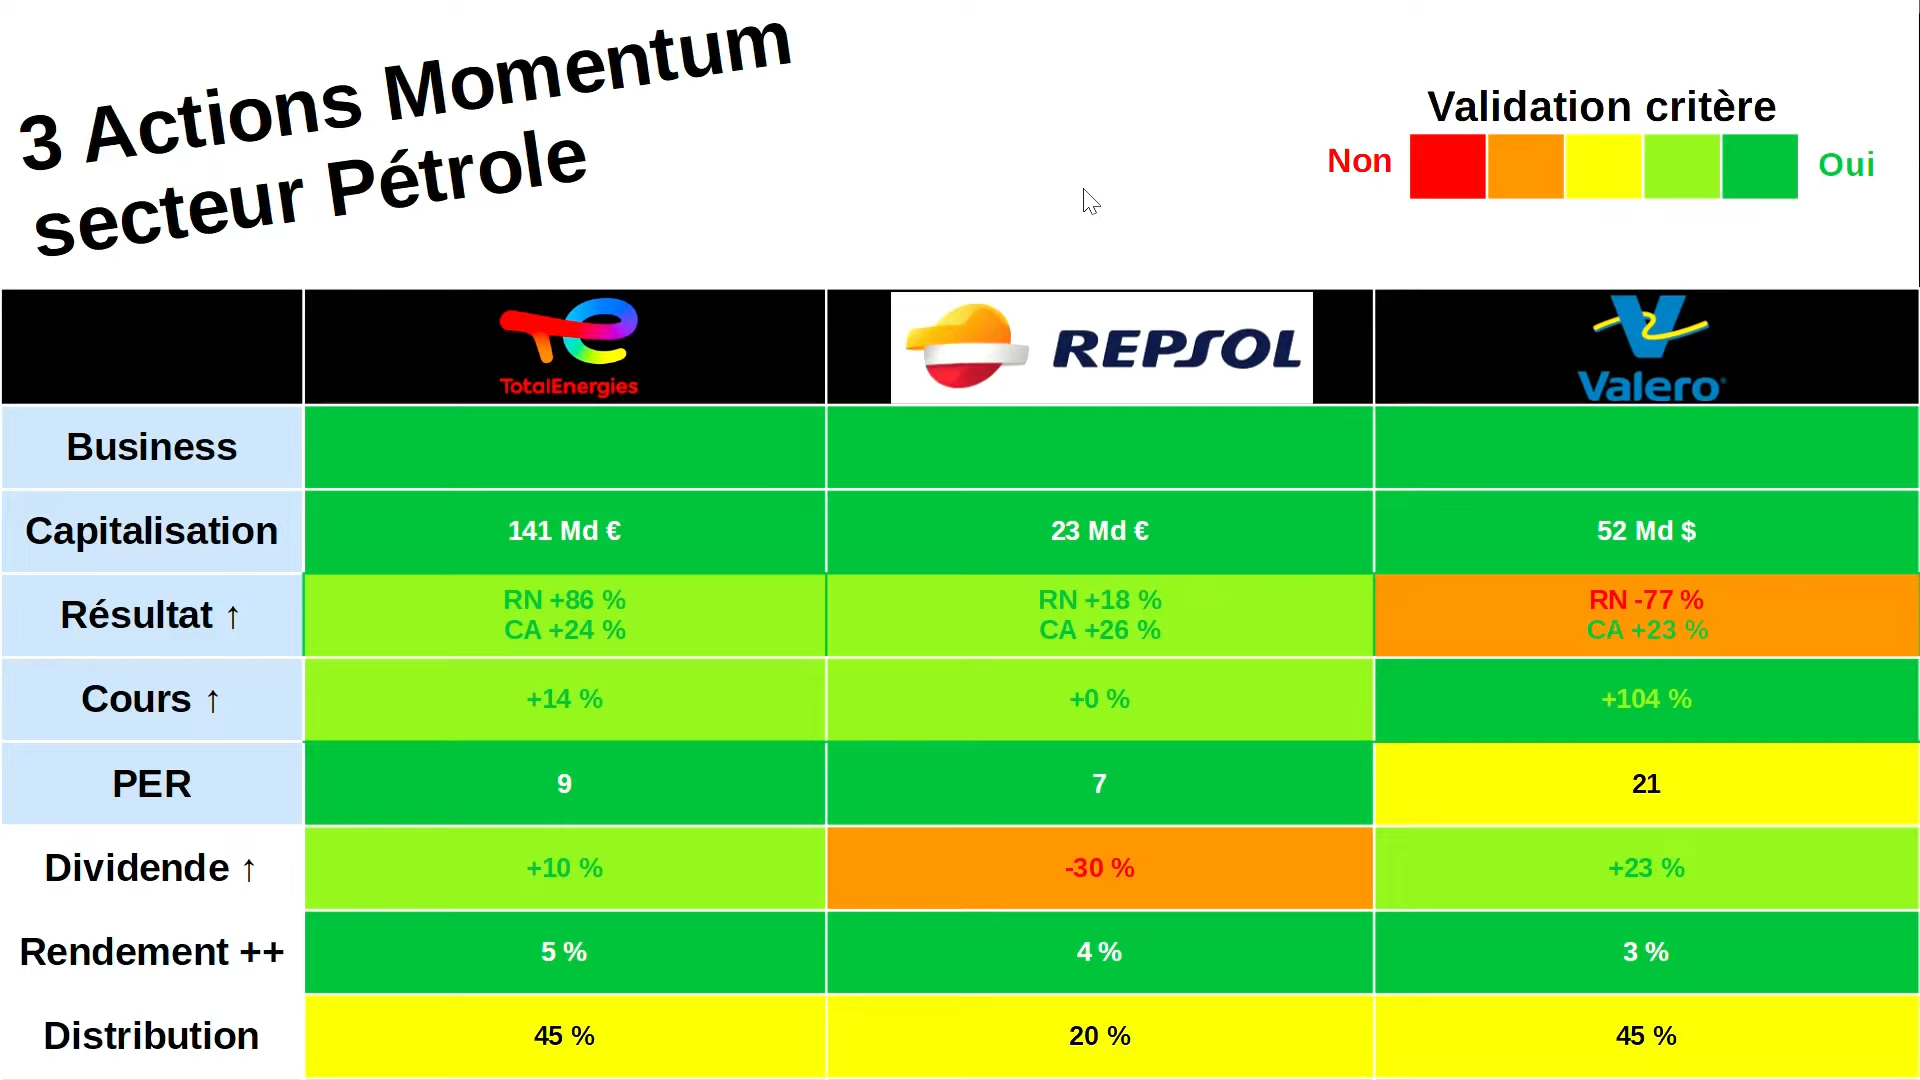 3 Actions Momentum
secteur Pétrole
Validation critère
Non
Oui
TotalEnergies
REPSOL
Valero
Business
Capitalisation
141 Md €
23 Md €
52 Md $
Résultat ↑
RN +86 %
CA +24 %
RN +18 %
CA +26 %
RN -77 %
CA +23 %
Cours ↑
+14 %
+0 %
+104 %
PER
9
7
21
Dividende ↑
+10 %
-30 %
+23 %
Rendement ++
5 %
4 %
3 %
Distribution
45 %
20 %
45 %